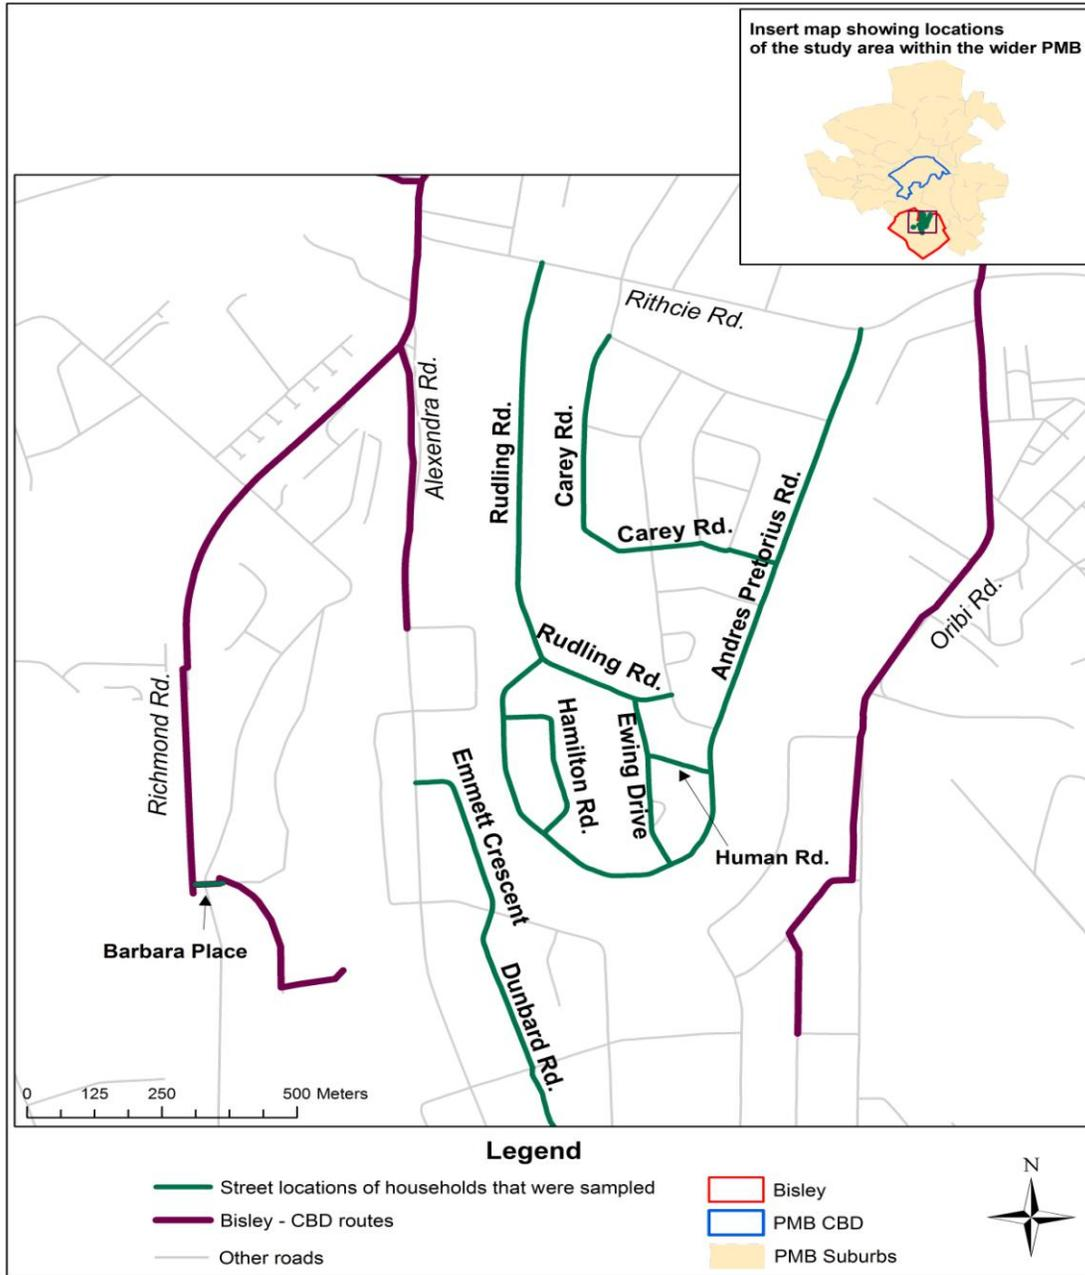 Insert map showing locations
of the study area within the wider PMB
Rithcie Rd.
Alexendra Rd.
Rudling Rd.
Carey Rd.
Carey Rd.
Andres Pretorius Rd.
Oribi Rd.
Rudling Rd.
Richmond Rd.
Hamilton Rd.
Ewing Drive
Emmett Crescent
Human Rd.
Barbara Place
Dunbard Rd.
0 125 250 500 Meters
Legend
Street locations of households that were sampled
Bisley - CBD routes
Other roads
Bisley
PMB CBD
PMB Suburbs
N